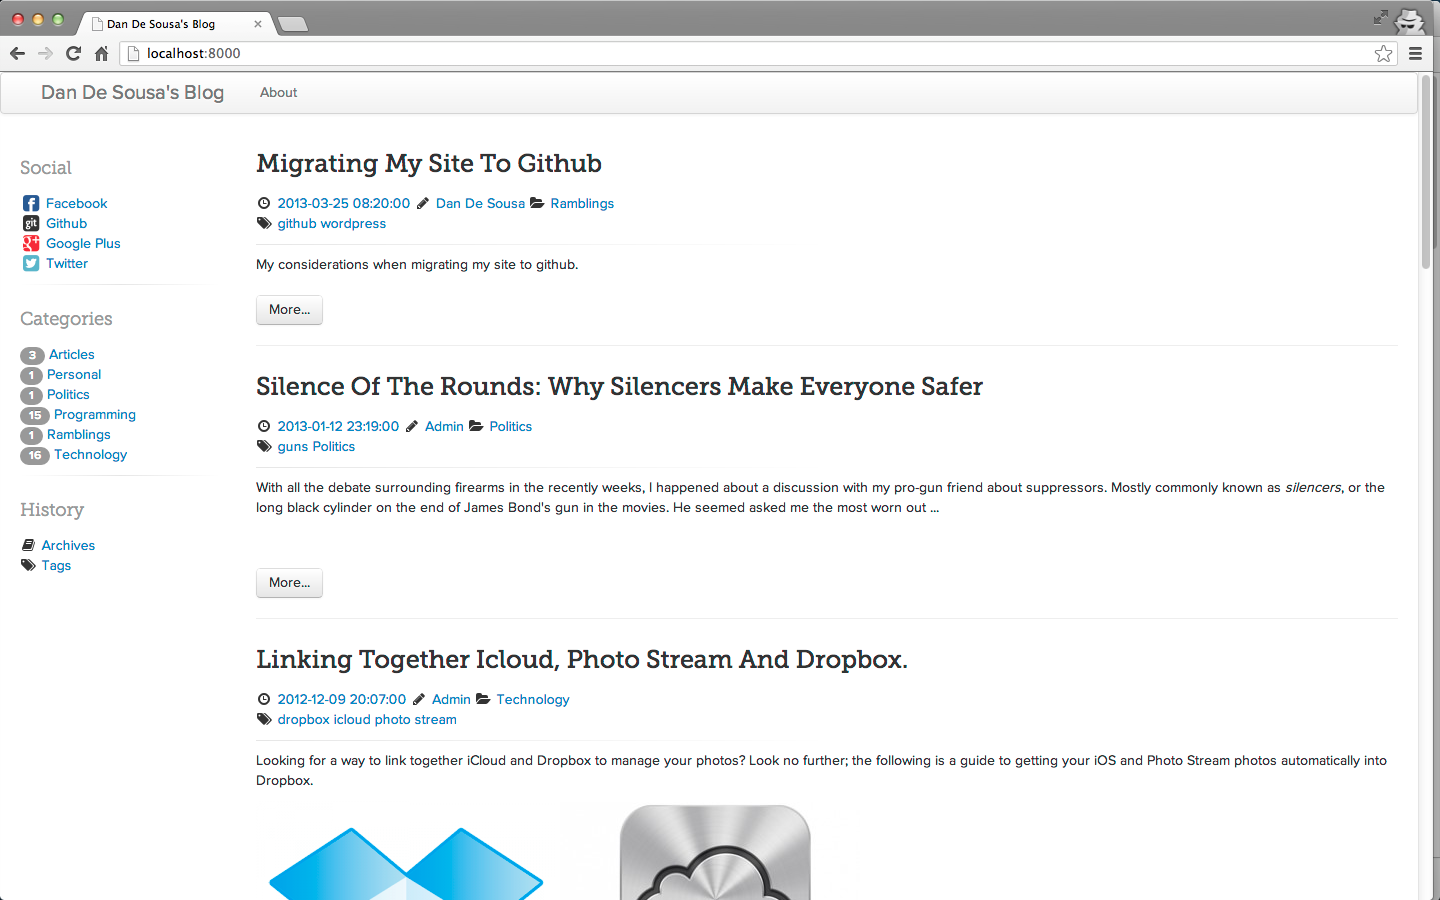 Dan De Sousa's Blog
localhost:8000
Dan De Sousa's Blog
About
Social
Facebook
git Github
g+ Google Plus
Twitter
Categories
3 Articles
1 Personal
1 Politics
15 Programming
1 Ramblings
16 Technology
History
Archives
Tags
Migrating My Site To Github
2013-03-25 08:20:00 Dan De Sousa Ramblings
github wordpress
My considerations when migrating my site to github.
More...
Silence Of The Rounds: Why Silencers Make Everyone Safer
2013-01-12 23:19:00 Admin Politics
guns Politics
With all the debate surrounding firearms in the recently weeks, I happened about a discussion with my pro-gun friend about suppressors. Mostly commonly known as silencers, or the
long black cylinder on the end of James Bond's gun in the movies. He seemed asked me the most worn out ...
More...
Linking Together Icloud, Photo Stream And Dropbox.
2012-12-09 20:07:00 Admin Technology
dropbox icloud photo stream
Looking for a way to link together iCloud and Dropbox to manage your photos? Look no further; the following is a guide to getting your iOS and Photo Stream photos automatically into
Dropbox.